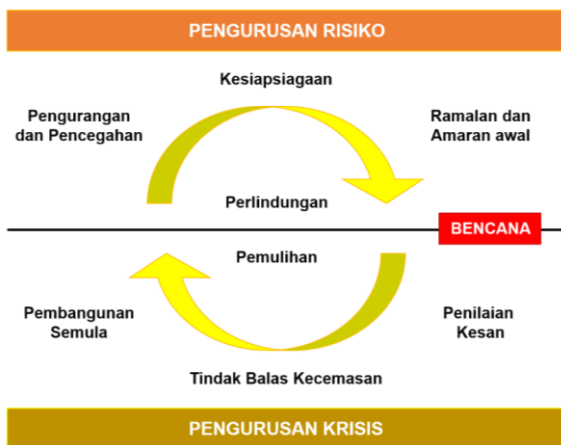 PENGURUSAN RISIKO
Kesiapsiagaan
Pengurangan
dan Pencegahan
Ramalan dan
Amaran awal
Perlindungan
BENCANA
Pemulihan
Pembangunan
Semula
Penilaian
Kesan
Tindak Balas Kecemasan
PENGURUSAN KRISIS